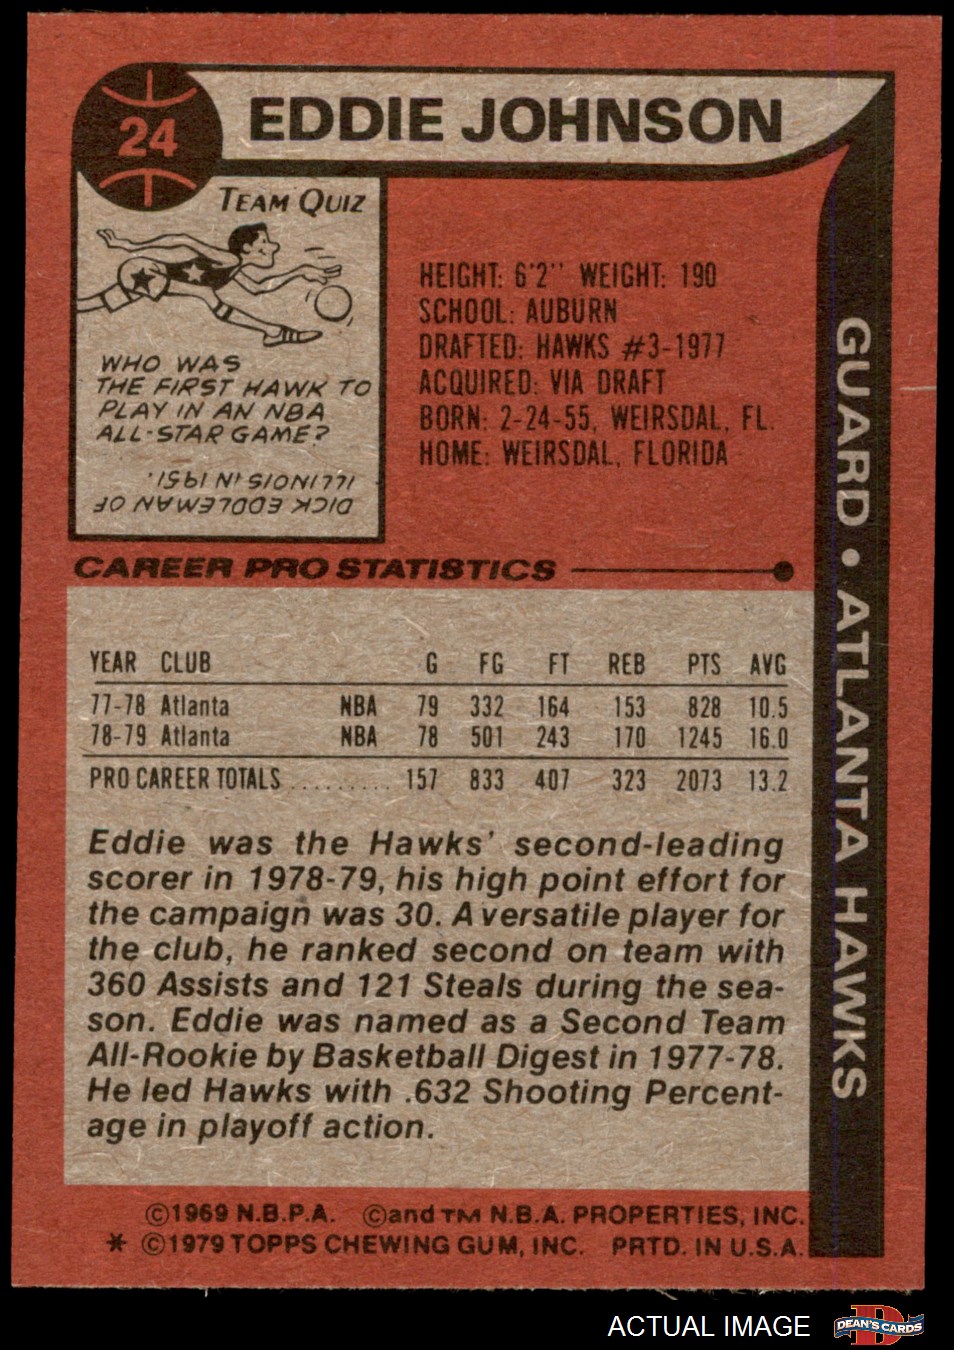 24
EDDIE JOHNSON
TEAM QUIZ
WHO WAS
THE FIRST HAWK TO
PLAY IN AN NBA
ALL-STAR GAME?
DICK EDDLEMAN OF
ILLINOIS IN 1951.
HEIGHT: 6'2" WEIGHT: 190
SCHOOL: AUBURN
DRAFTED: HAWKS #3-1977
ACQUIRED: VIA DRAFT
BORN: 2-24-55, WEIRSDAL, FL.
HOME: WEIRSDAL, FLORIDA
GUARD • ATLANTA HAWKS
CAREER PRO STATISTICS
YEAR CLUB G FG FT REB PTS AVG
77-78 Atlanta NBA 79 332 164 153 828 10.5
78-79 Atlanta NBA 78 501 243 170 1245 16.0
PRO CAREER TOTALS .......... 157 833 407 323 2073 13.2
Eddie was the Hawks' second-leading
scorer in 1978-79, his high point effort for
the campaign was 30. A versatile player for
the club, he ranked second on team with
360 Assists and 121 Steals during the sea-
son. Eddie was named as a Second Team
All-Rookie by Basketball Digest in 1977-78.
He led Hawks with .632 Shooting Percent-
age in playoff action.
©1969 N.B.P.A. ©and TM N.B.A. PROPERTIES, INC.
* ©1979 TOPPS CHEWING GUM, INC. PRTD. IN U.S.A.
ACTUAL IMAGE
D
DEAN'S CARDS